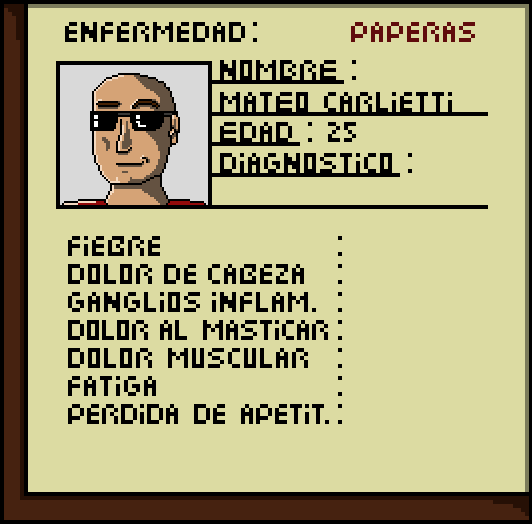 ENFERMEDAD: PAPERAS
NOMBRE :
MATEO CARLiETTi
EDAD : 25
DiAGNOSTiCO :
FiEBRE :
DOLOR DE CABEZA :
GANGLiOS iNFLAM. :
DOLOR AL MASTiCAR :
DOLOR MUSCULAR :
FATiGA :
PERDiDA DE APETiT. :